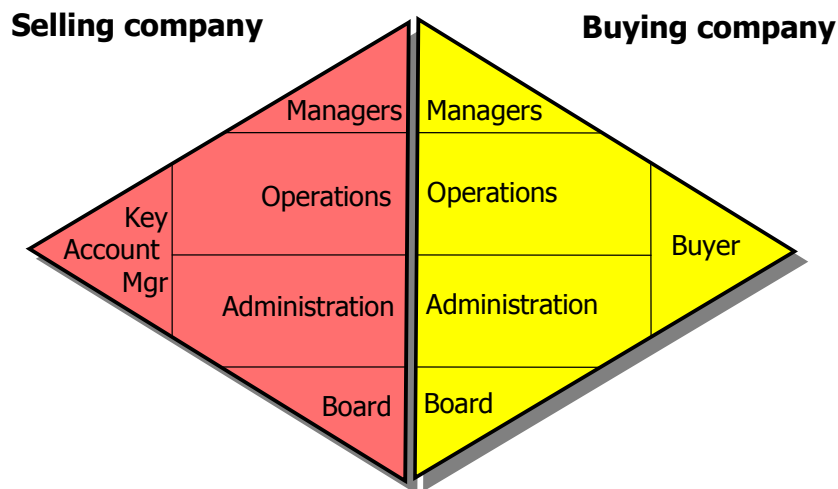 Selling company
Buying company
Managers
Managers
Operations
Operations
Key
Account
Mgr
Buyer
Administration
Administration
Board
Board